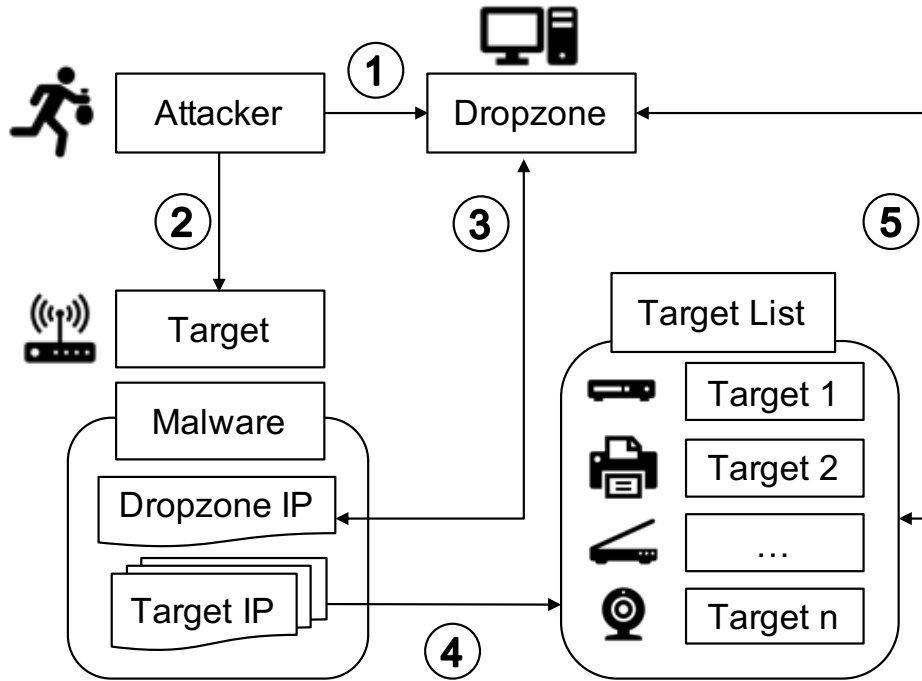 1
Attacker
Dropzone
2
3
5
Target
Target List
Malware
Target 1
Dropzone IP
Target 2
...
Target IP
Target n
4